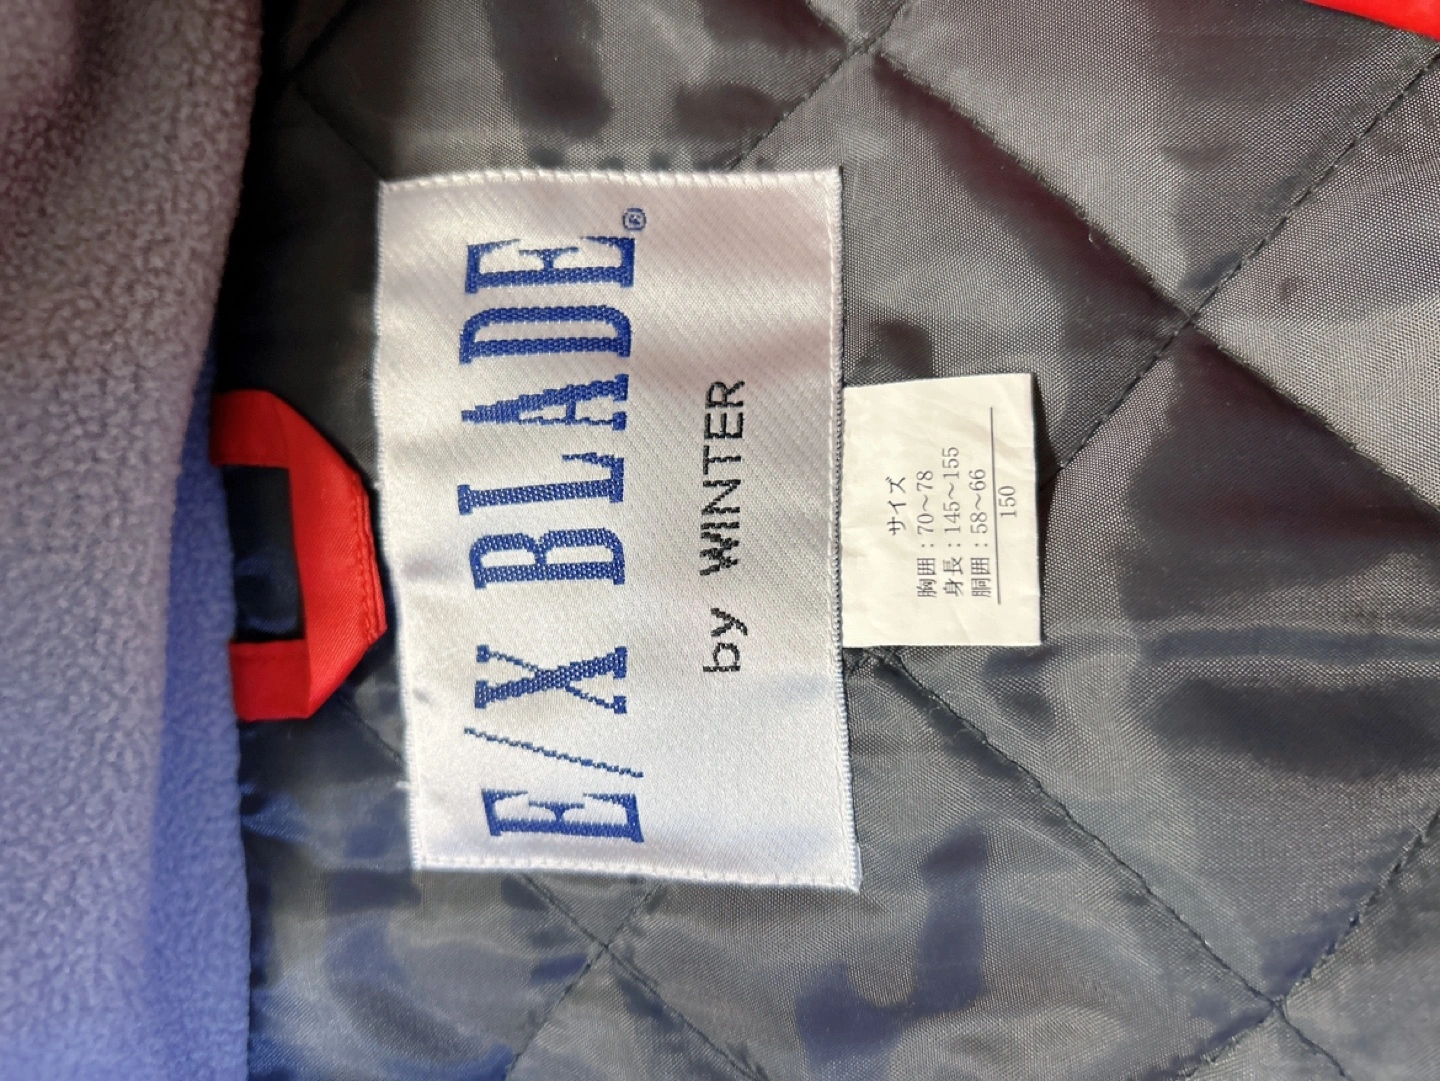 E/X BLADE®
by WINTER
サイズ
胸囲：70〜78
身長：145〜155
胴囲：58〜66
150